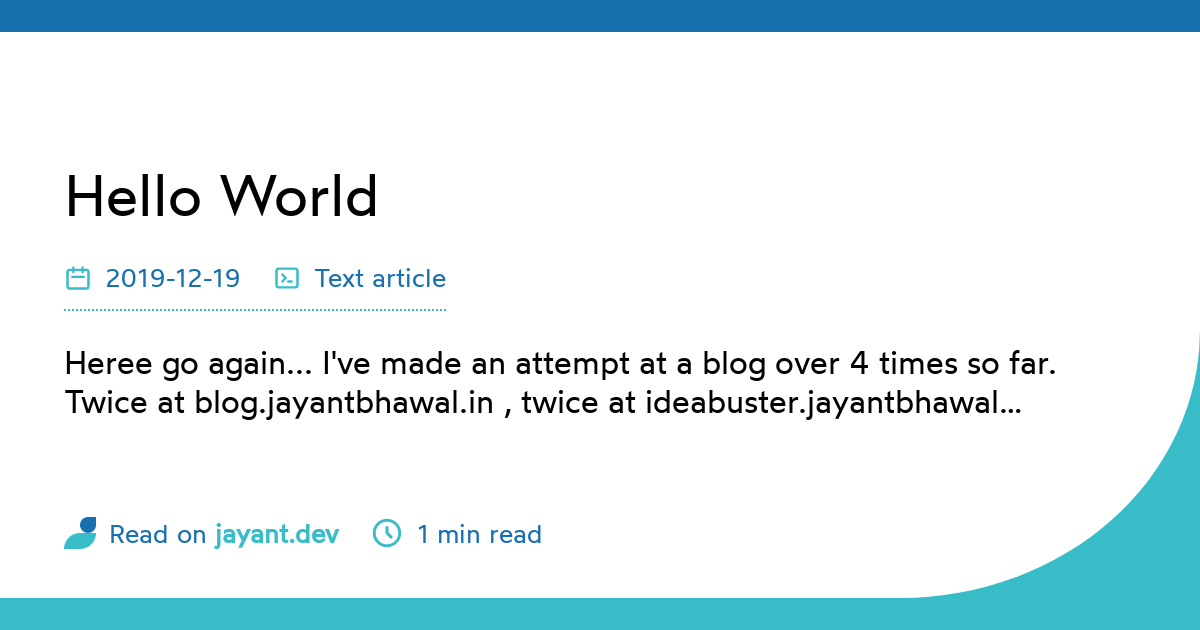 Hello World
2019-12-19 Text article
Heree go again... I've made an attempt at a blog over 4 times so far.
Twice at blog.jayantbhawal.in , twice at ideabuster.jayantbhawal...
Read on jayant.dev 1 min read